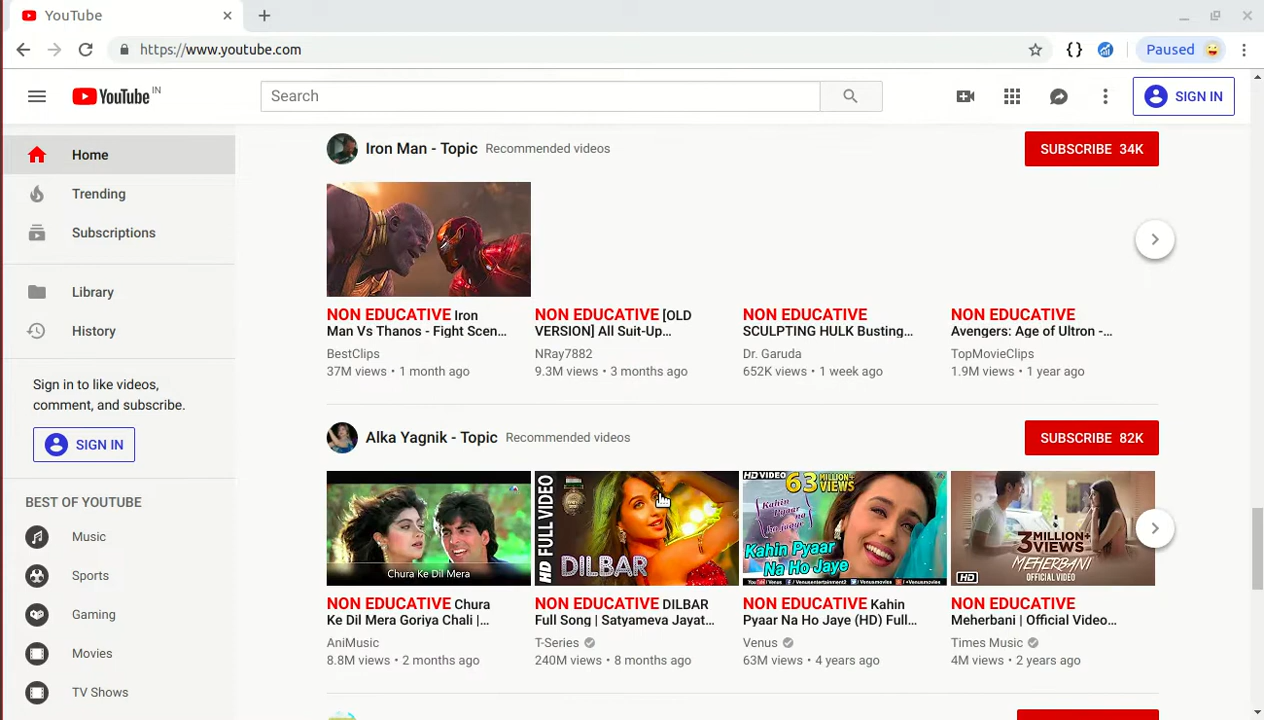 YouTube
https://www.youtube.com
Paused
YouTube IN
Search
SIGN IN
Home
Trending
Subscriptions
Library
History
Sign in to like videos,
comment, and subscribe.
SIGN IN
BEST OF YOUTUBE
Music
Sports
Gaming
Movies
TV Shows
Iron Man - Topic Recommended videos
SUBSCRIBE 34K
NON EDUCATIVE Iron
Man Vs Thanos - Fight Scen...
BestClips
37M views • 1 month ago
NON EDUCATIVE [OLD
VERSION] All Suit-Up...
NRay7882
9.3M views • 3 months ago
NON EDUCATIVE
SCULPTING HULK Busting...
Dr. Garuda
652K views • 1 week ago
NON EDUCATIVE
Avengers: Age of Ultron -...
TopMovieClips
1.9M views • 1 year ago
Alka Yagnik - Topic Recommended videos
SUBSCRIBE 82K
Chura Ke Dil Mera
NON EDUCATIVE Chura
Ke Dil Mera Goriya Chali |...
AniMusic
8.8M views • 2 months ago
HD FULL VIDEO
DILBAR
NON EDUCATIVE DILBAR
Full Song | Satyameva Jayat...
T-Series
240M views • 8 months ago
HD VIDEO
63 MILLION+
VIEWS
Kahin
Pyaar na
ho jaaye
Kahin Pyaar
Na Ho Jaye
NON EDUCATIVE Kahin
Pyaar Na Ho Jaye (HD) Full...
Venus
63M views • 4 years ago
3 MILLION+
VIEWS
MEHERBANI
OFFICIAL VIDEO
HD
NON EDUCATIVE
Meherbani | Official Video...
Times Music
4M views • 2 years ago